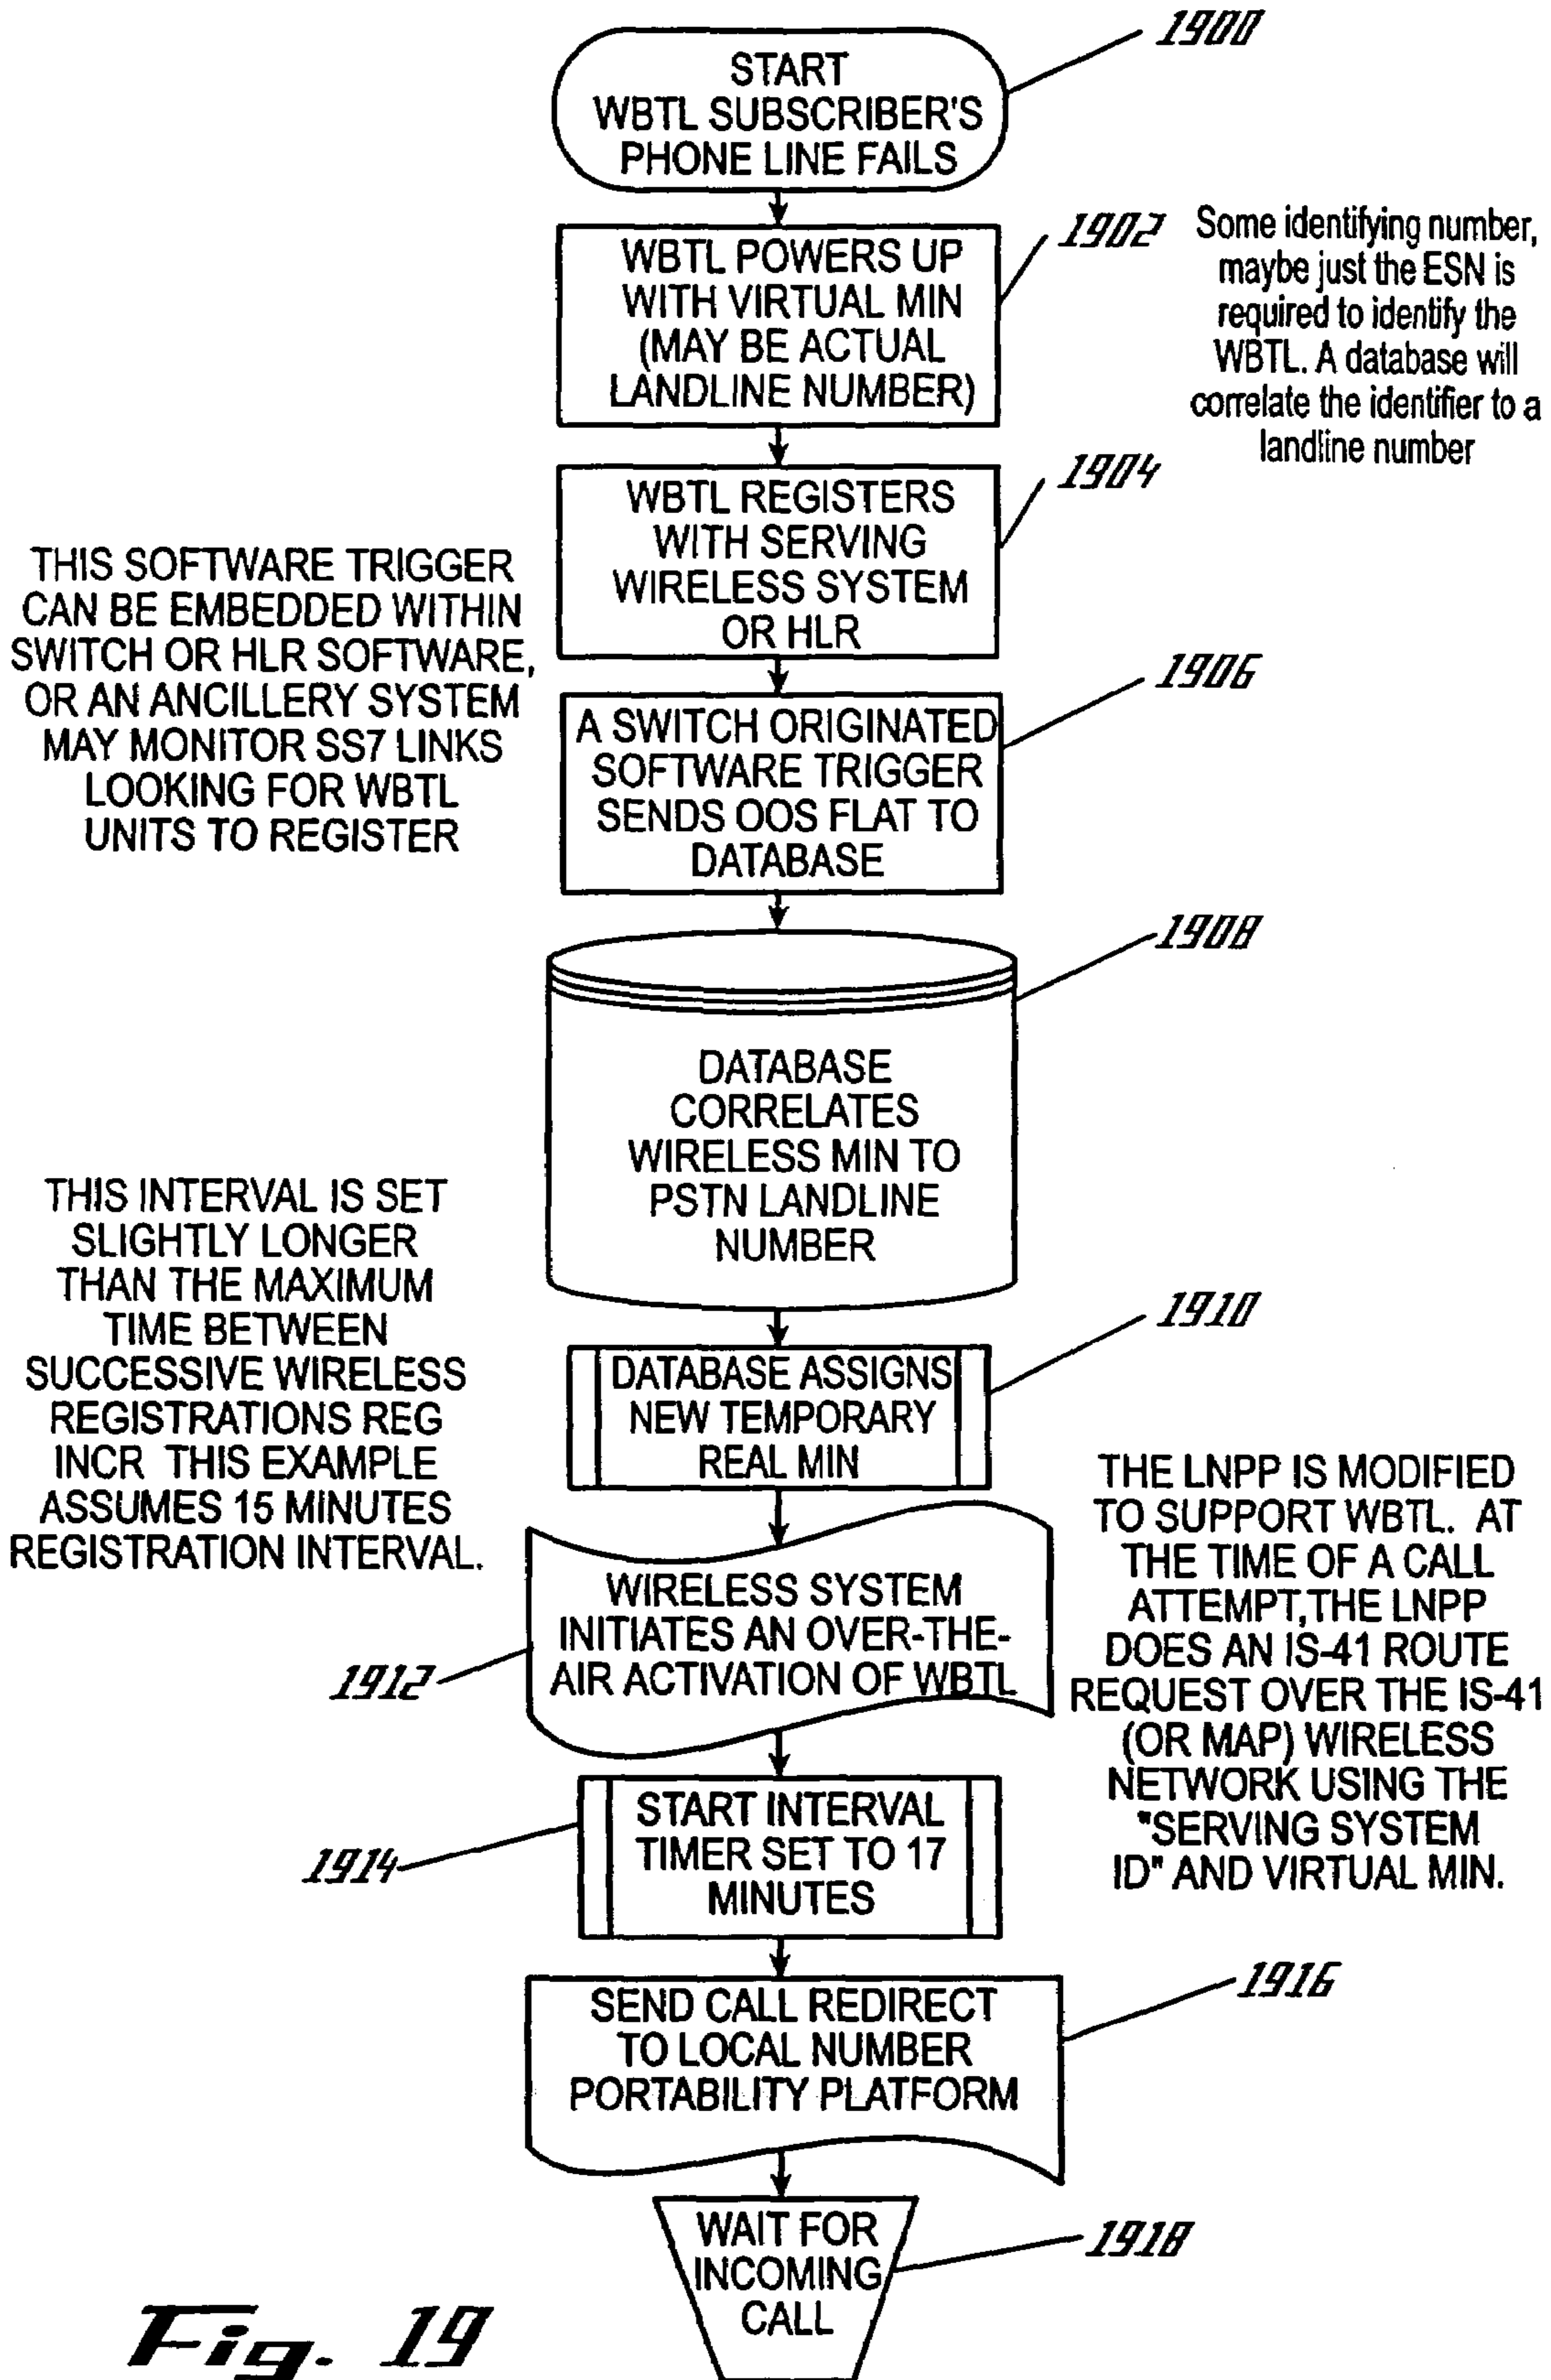 1900
START
WBTL SUBSCRIBER'S
PHONE LINE FAILS
1902
WBTL POWERS UP
WITH VIRTUAL MIN
(MAY BE ACTUAL
LANDLINE NUMBER)
Some identifying number,
maybe just the ESN is
required to identify the
WBTL. A database will
correlate the identifier to a
landline number
1904
WBTL REGISTERS
WITH SERVING
WIRELESS SYSTEM
OR HLR
THIS SOFTWARE TRIGGER
CAN BE EMBEDDED WITHIN
SWITCH OR HLR SOFTWARE,
OR AN ANCILLERY SYSTEM
MAY MONITOR SS7 LINKS
LOOKING FOR WBTL
UNITS TO REGISTER
1906
A SWITCH ORIGINATED
SOFTWARE TRIGGER
SENDS OOS FLAT TO
DATABASE
1908
DATABASE
CORRELATES
WIRELESS MIN TO
PSTN LANDLINE
NUMBER
THIS INTERVAL IS SET
SLIGHTLY LONGER
THAN THE MAXIMUM
TIME BETWEEN
SUCCESSIVE WIRELESS
REGISTRATIONS REG
INCR THIS EXAMPLE
ASSUMES 15 MINUTES
REGISTRATION INTERVAL.
1910
DATABASE ASSIGNS
NEW TEMPORARY
REAL MIN
WIRELESS SYSTEM
INITIATES AN OVER-THE-
AIR ACTIVATION OF WBTL
1912
THE LNPP IS MODIFIED
TO SUPPORT WBTL. AT
THE TIME OF A CALL
ATTEMPT,THE LNPP
DOES AN IS-41 ROUTE
REQUEST OVER THE IS-41
(OR MAP) WIRELESS
NETWORK USING THE
"SERVING SYSTEM
ID" AND VIRTUAL MIN.
START INTERVAL
TIMER SET TO 17
MINUTES
1914
1916
SEND CALL REDIRECT
TO LOCAL NUMBER
PORTABILITY PLATFORM
WAIT FOR
INCOMING
CALL
1918
Fig. 19